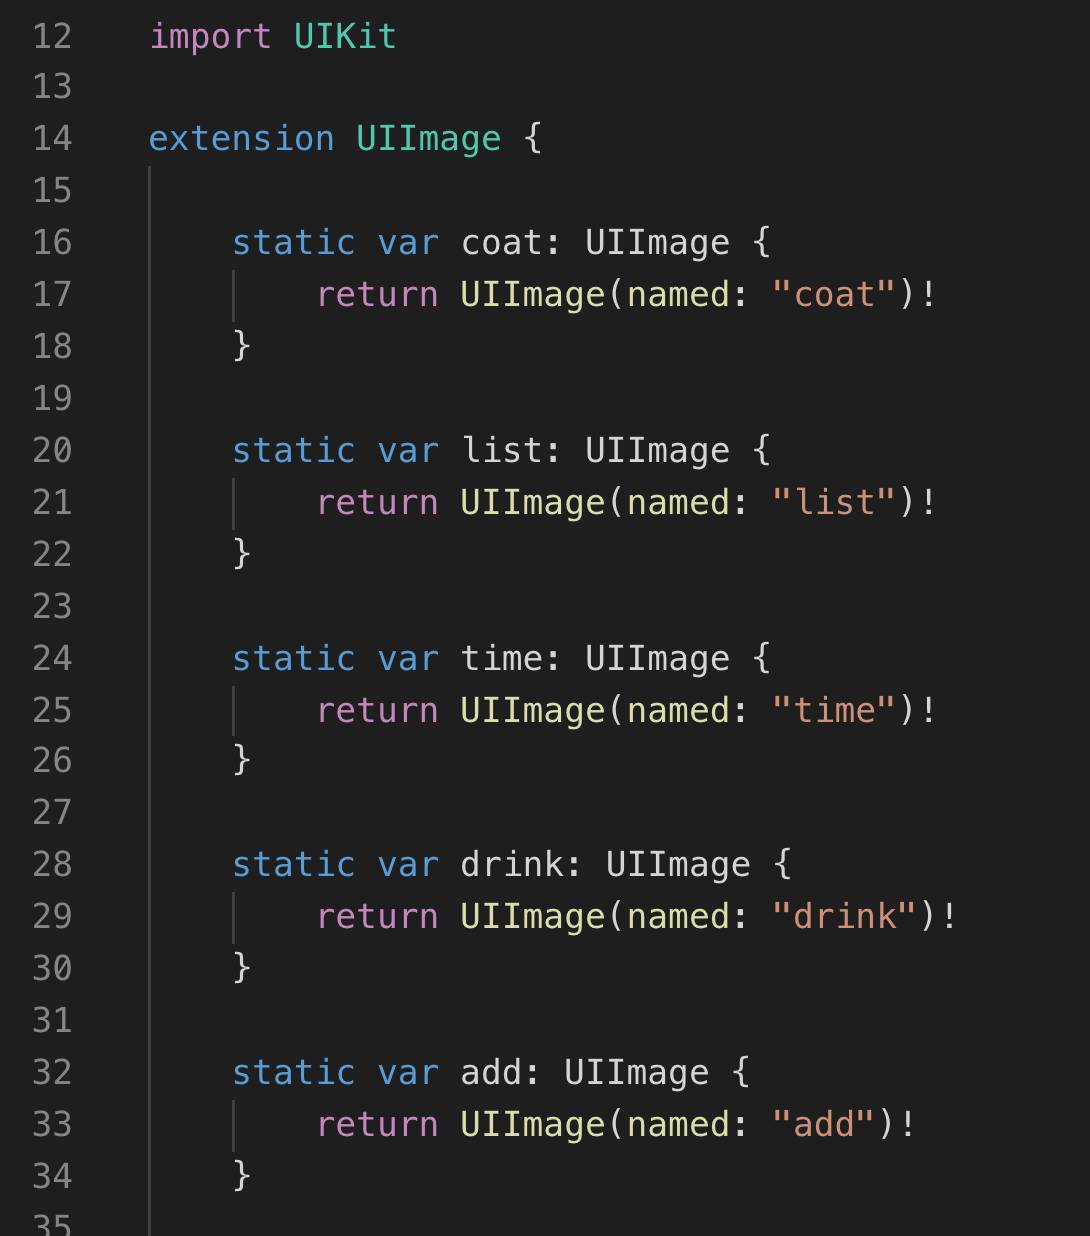 12 import UIKit
13
14 extension UIImage {
15
16     static var coat: UIImage {
17         return UIImage(named: "coat")!
18     }
19
20     static var list: UIImage {
21         return UIImage(named: "list")!
22     }
23
24     static var time: UIImage {
25         return UIImage(named: "time")!
26     }
27
28     static var drink: UIImage {
29         return UIImage(named: "drink")!
30     }
31
32     static var add: UIImage {
33         return UIImage(named: "add")!
34     }
35